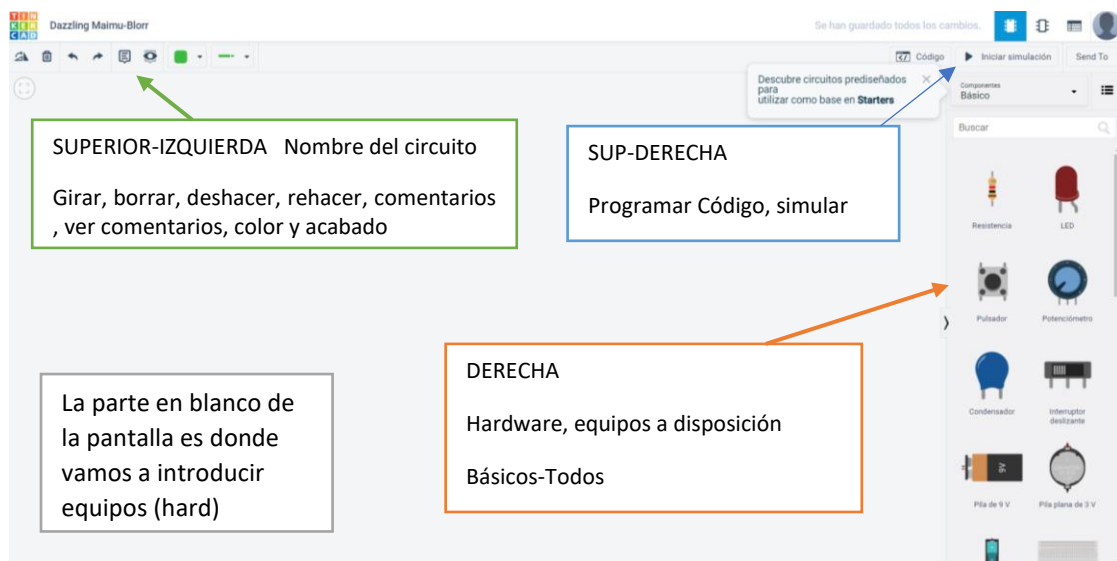 TIN
KER
CAD
Dazzling Maimu-Blorr
Se han guardado todos los cambios.
Código
Iniciar simulación
Send To
Descubre circuitos prediseñados
para
utilizar como base en Starters
Componentes
Básico
Buscar
SUPERIOR-IZQUIERDA Nombre del circuito
Girar, borrar, deshacer, rehacer, comentarios
, ver comentarios, color y acabado
SUP-DERECHA
Programar Código, simular
Resistencia
LED
Pulsador
Potenciómetro
DERECHA
Hardware, equipos a disposición
Básicos-Todos
La parte en blanco de
la pantalla es donde
vamos a introducir
equipos (hard)
Condensador
Interruptor
deslizante
9V
Pila de 9 V
Pila plana de 3 V